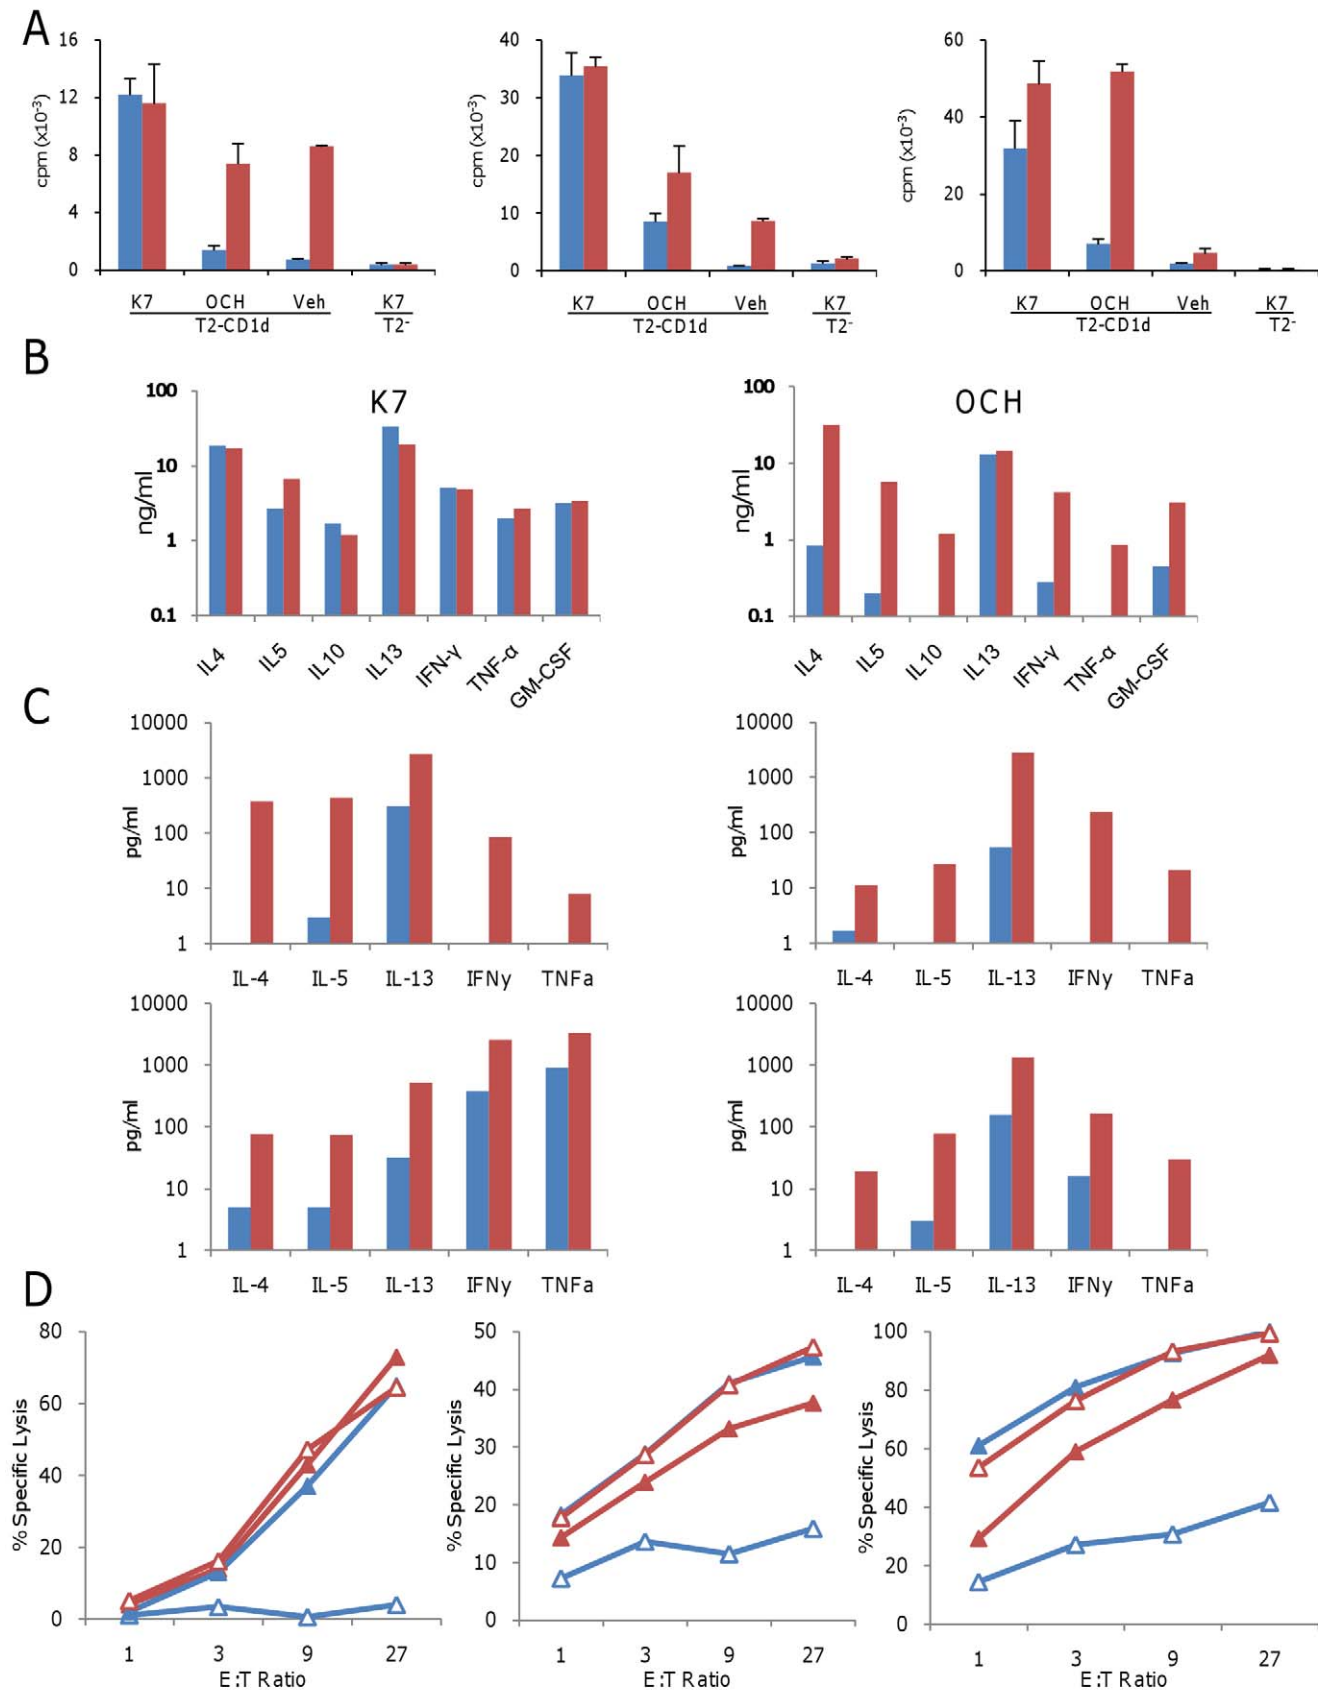 A
16
12
8
4
0
cpm (x10-3)
K7 OCH Veh K7
T2-CD1d T2-
40
30
20
10
0
cpm (x10-3)
K7 OCH Veh K7
T2-CD1d T2-
60
40
20
0
cpm (x10-3)
K7 OCH Veh K7
T2-CD1d T2-
B
K7
100
10
1
0.1
ng/ml
IL4 IL5 IL10 IL13 IFN-γ TNF-α GM-CSF
OCH
100
10
1
0.1
ng/ml
IL4 IL5 IL10 IL13 IFN-γ TNF-α GM-CSF
C
10000
1000
100
10
1
pg/ml
IL-4 IL-5 IL-13 IFNy TNFa
10000
1000
100
10
1
pg/ml
IL-4 IL-5 IL-13 IFNy TNFa
10000
1000
100
10
1
pg/ml
IL-4 IL-5 IL-13 IFNy TNFa
10000
1000
100
10
1
pg/ml
IL-4 IL-5 IL-13 IFNy TNFa
D
80
60
40
20
0
% Specific Lysis
1 3 9 27
E:T Ratio
50
40
30
20
10
0
% Specific Lysis
1 3 9 27
E:T Ratio
100
80
60
40
20
0
% Specific Lysis
1 3 9 27
E:T Ratio